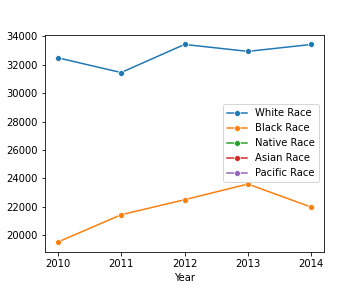 34000
32000
30000
28000
26000
24000
22000
20000
White Race
Black Race
Native Race
Asian Race
Pacific Race
2010 2011 2012 2013 2014
Year